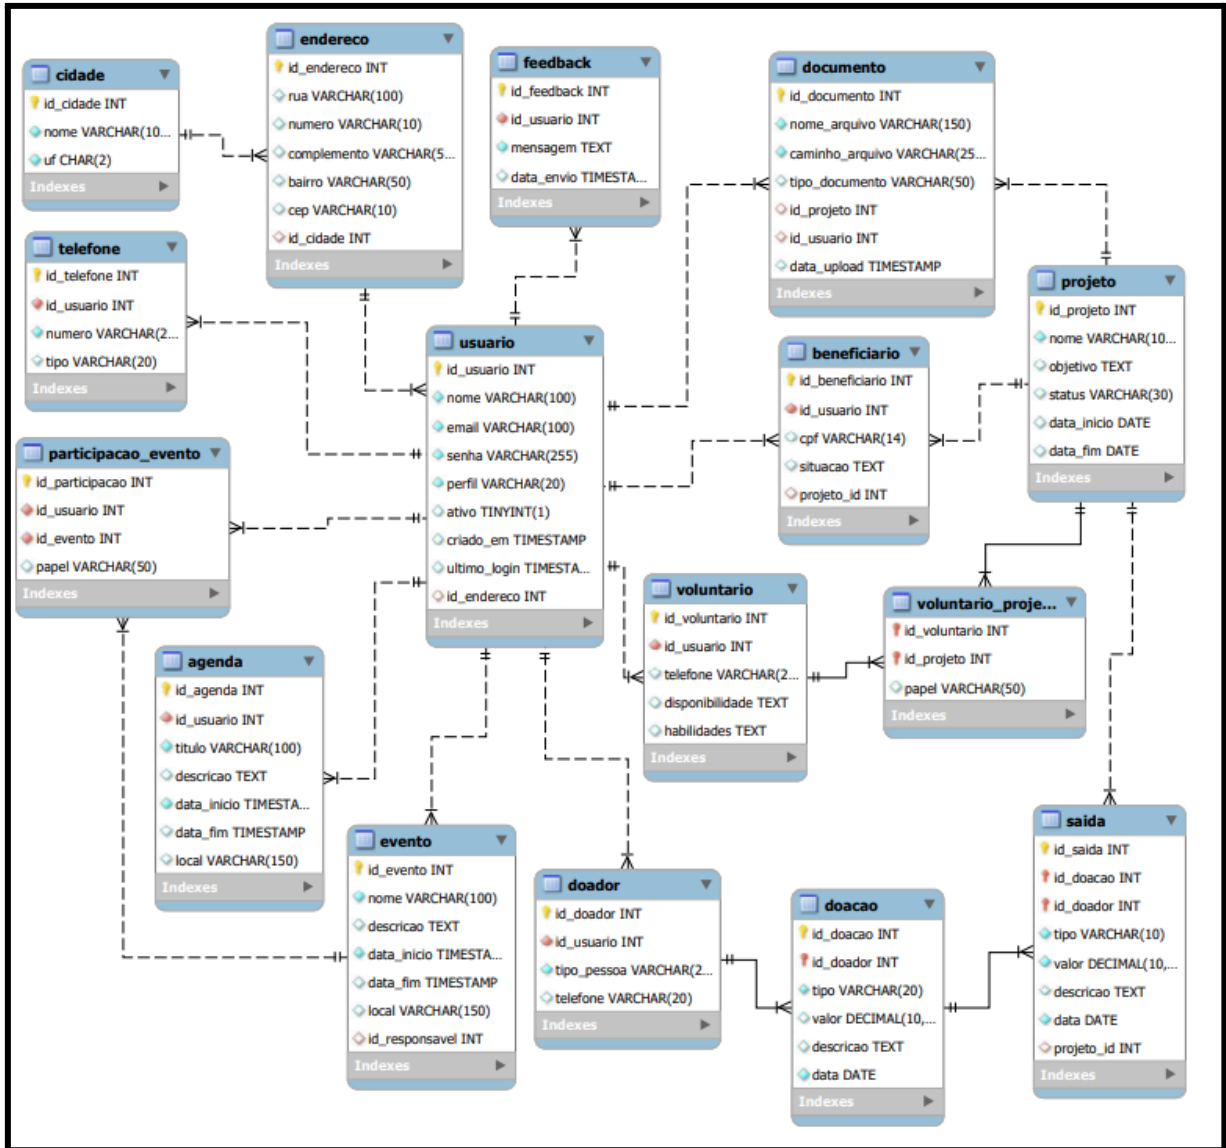 cidade
id_cidade INT
nome VARCHAR(10...
uf CHAR(2)
Indexes
endereco
id_endereco INT
rua VARCHAR(100)
numero VARCHAR(10)
complemento VARCHAR(5...
bairro VARCHAR(50)
cep VARCHAR(10)
id_cidade INT
Indexes
feedback
id_feedback INT
id_usuario INT
mensagem TEXT
data_envio TIMESTA...
Indexes
documento
id_documento INT
nome_arquivo VARCHAR(150)
caminho_arquivo VARCHAR(25...
tipo_documento VARCHAR(50)
id_projeto INT
id_usuario INT
data_upload TIMESTAMP
Indexes
telefone
id_telefone INT
id_usuario INT
numero VARCHAR(2...
tipo VARCHAR(20)
Indexes
usuario
id_usuario INT
nome VARCHAR(100)
email VARCHAR(100)
senha VARCHAR(255)
perfil VARCHAR(20)
ativo TINYINT(1)
criado_em TIMESTAMP
ultimo_login TIMESTA...
id_endereco INT
Indexes
beneficiario
id_beneficiario INT
id_usuario INT
cpf VARCHAR(14)
situacao TEXT
projeto_id INT
Indexes
projeto
id_projeto INT
nome VARCHAR(10...
objetivo TEXT
status VARCHAR(30)
data_inicio DATE
data_fim DATE
Indexes
participacao_evento
id_participacao INT
id_usuario INT
id_evento INT
papel VARCHAR(50)
Indexes
voluntario
id_voluntario INT
id_usuario INT
telefone VARCHAR(2...
disponibilidade TEXT
habilidades TEXT
Indexes
voluntario_proje...
id_voluntario INT
id_projeto INT
papel VARCHAR(50)
Indexes
agenda
id_agenda INT
id_usuario INT
titulo VARCHAR(100)
descricao TEXT
data_inicio TIMESTA...
data_fim TIMESTAMP
local VARCHAR(150)
Indexes
evento
id_evento INT
nome VARCHAR(100)
descricao TEXT
data_inicio TIMESTA...
data_fim TIMESTAMP
local VARCHAR(150)
id_responsavel INT
Indexes
doador
id_doador INT
id_usuario INT
tipo_pessoa VARCHAR(2...
telefone VARCHAR(20)
Indexes
doacao
id_doacao INT
id_doador INT
tipo VARCHAR(20)
valor DECIMAL(10,...
descricao TEXT
data DATE
Indexes
saida
id_saida INT
id_doacao INT
id_doador INT
tipo VARCHAR(10)
valor DECIMAL(10,...
descricao TEXT
data DATE
projeto_id INT
Indexes